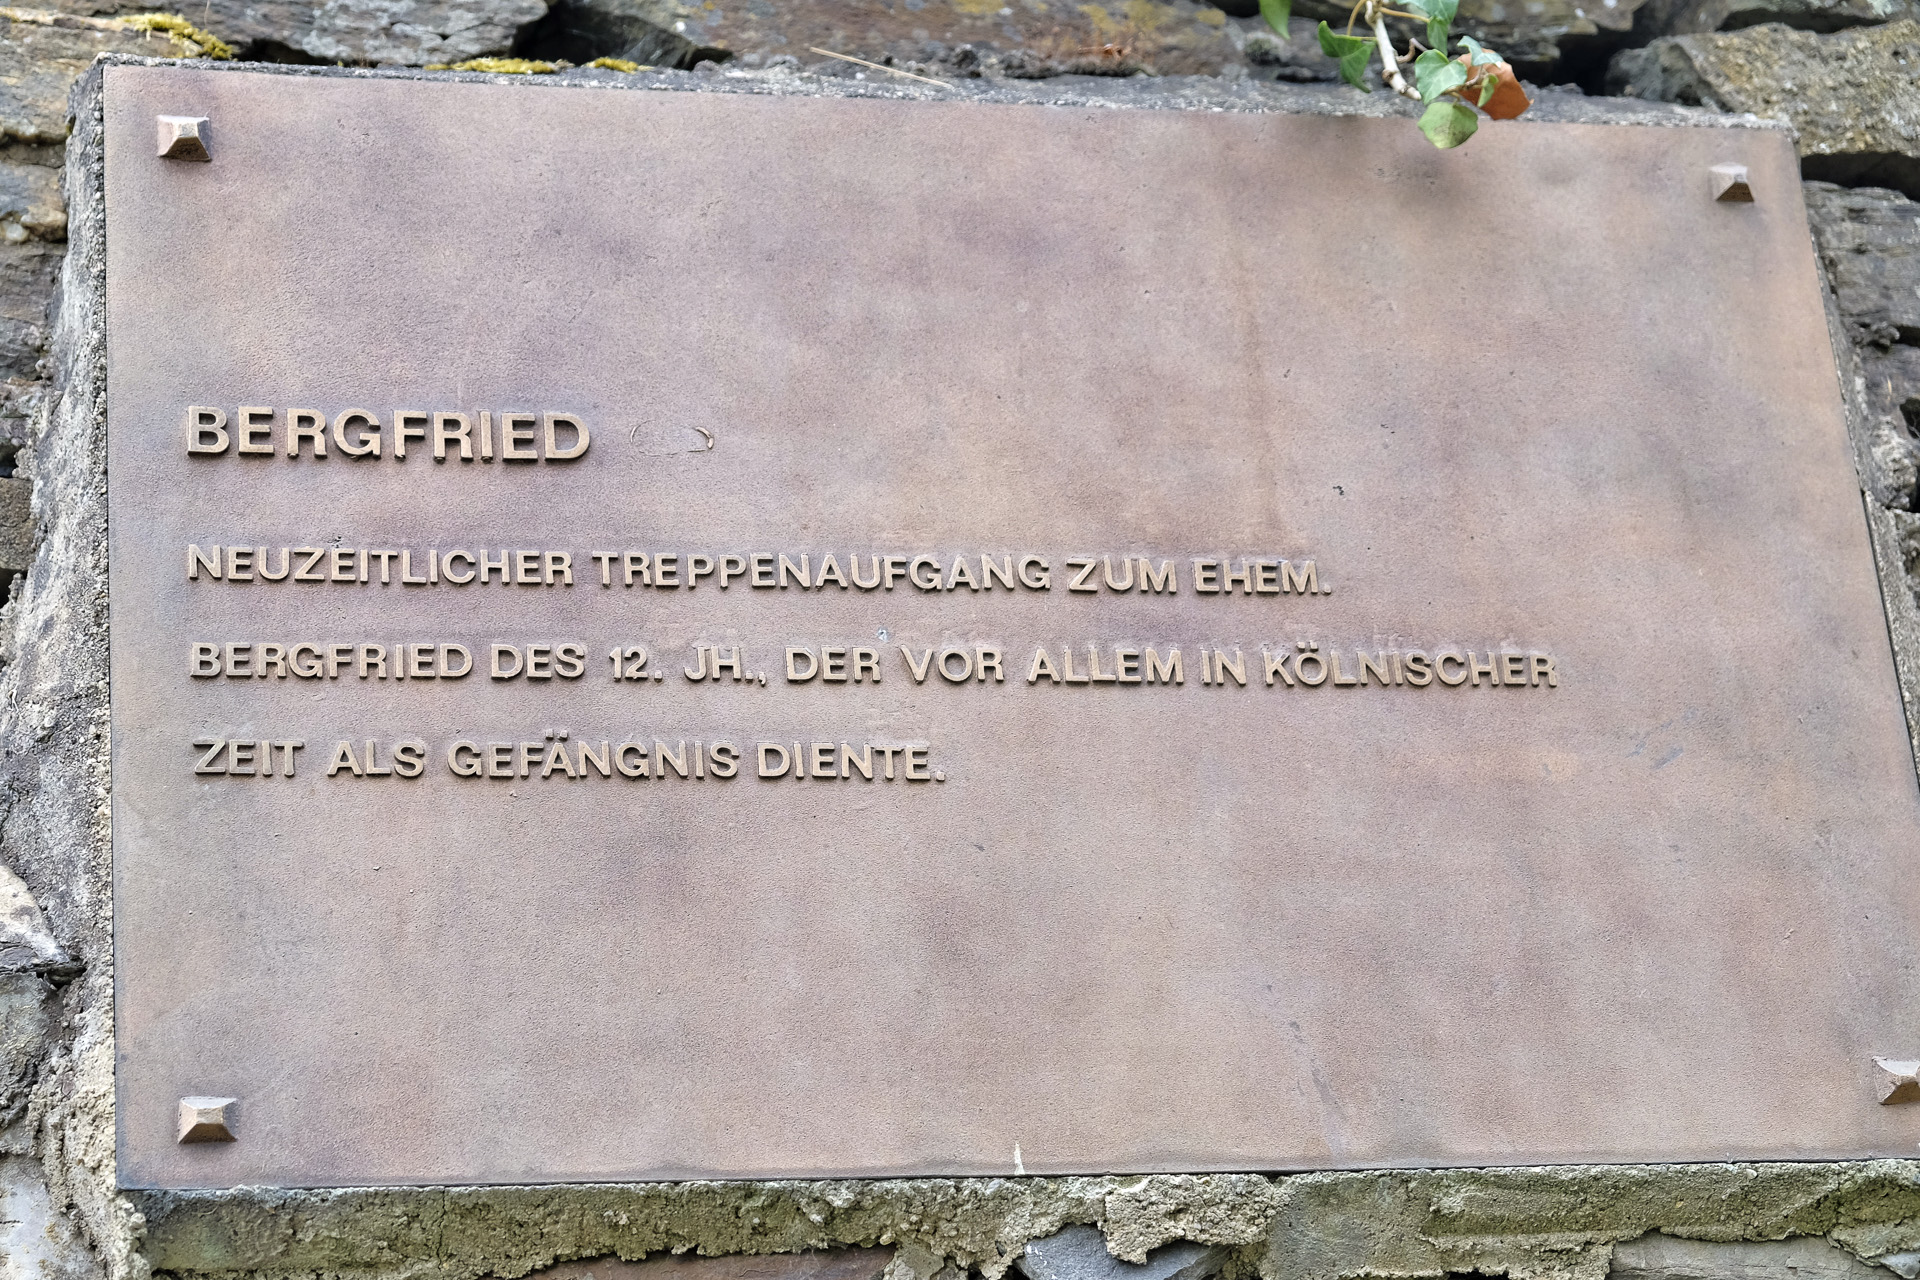 BERGFRIED
NEUZEITLICHER TREPPENAUFGANG ZUM EHEM.
BERGFRIED DES 12. JH., DER VOR ALLEM IN KÖLNISCHER
ZEIT ALS GEFÄNGNIS DIENTE.